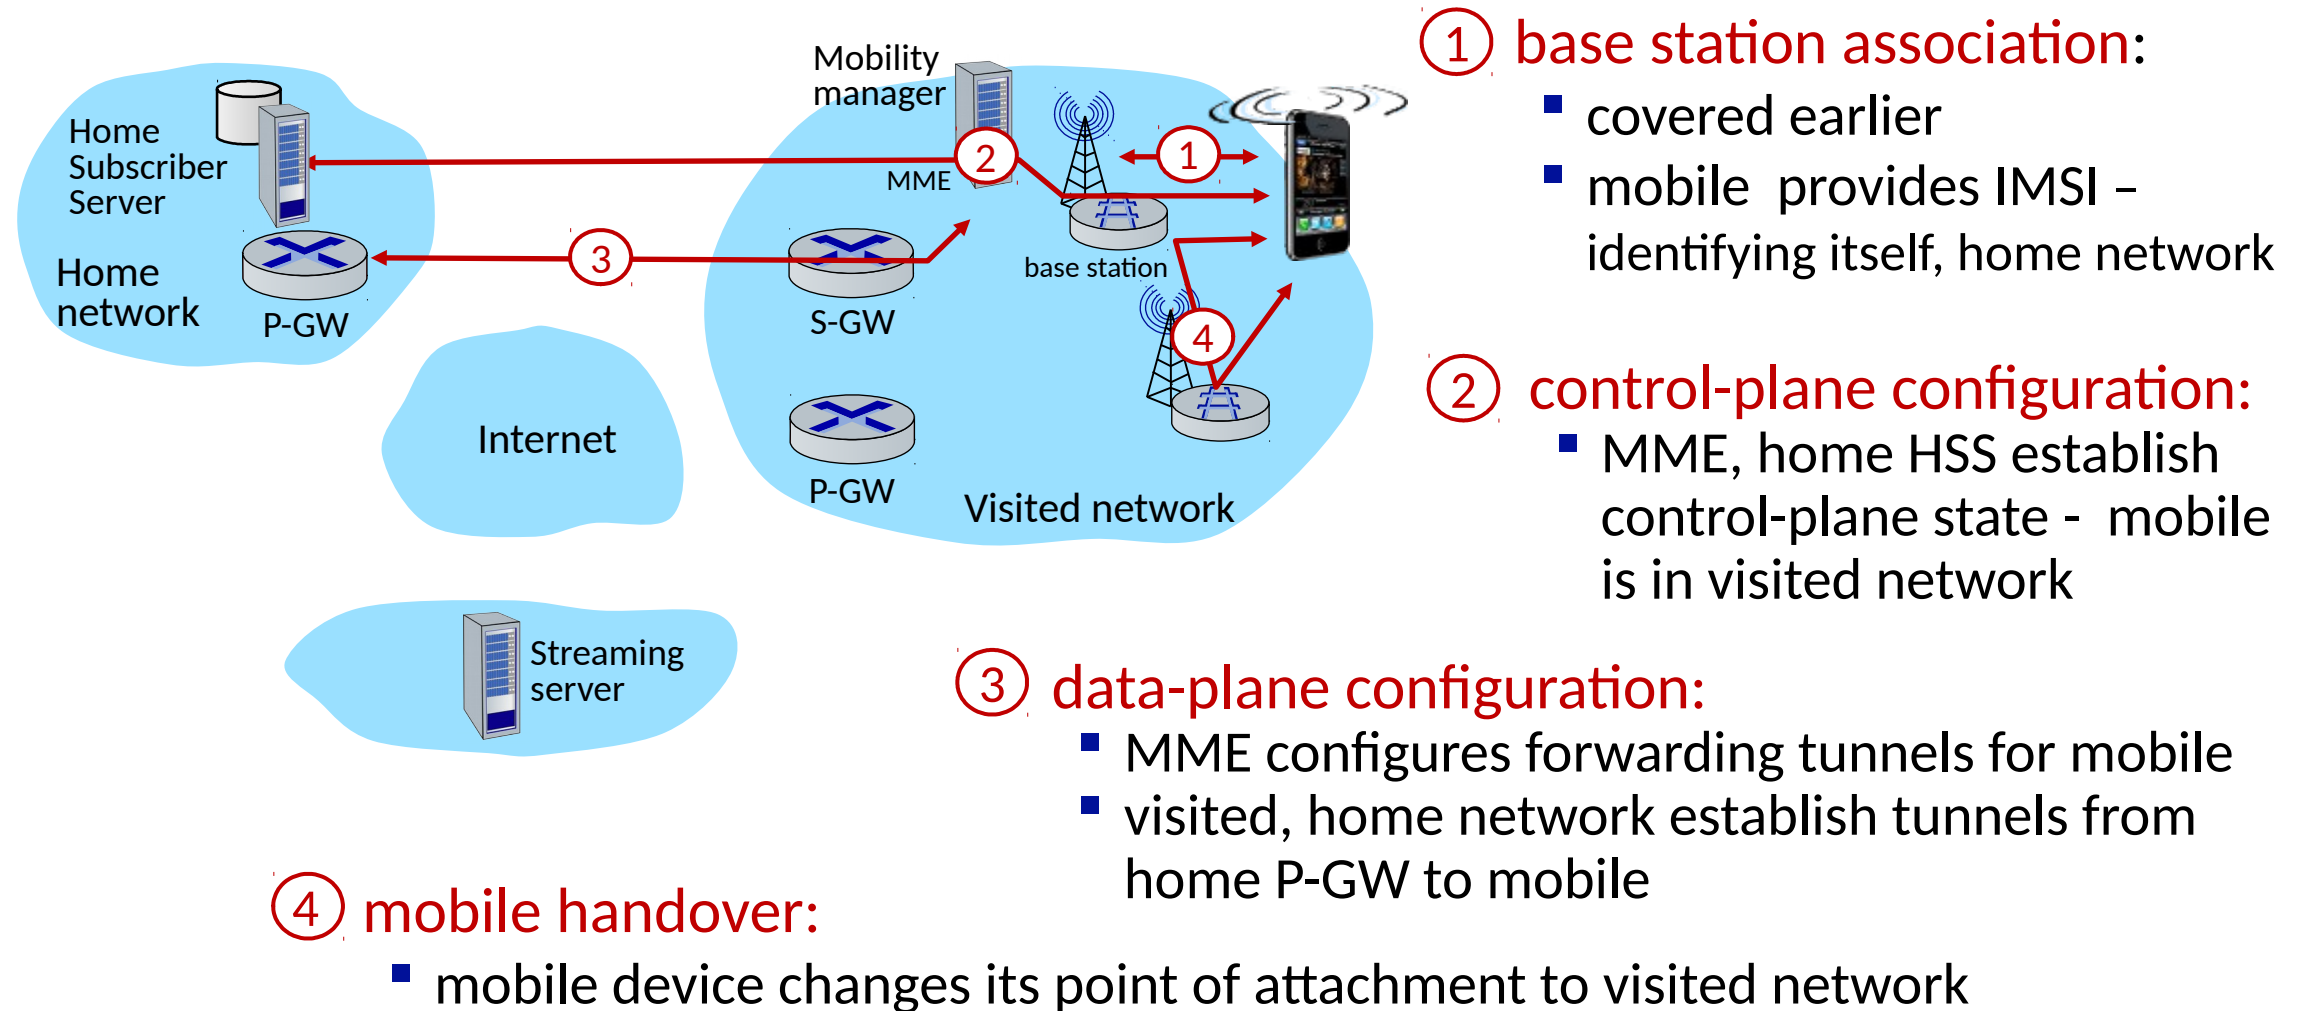 Mobility
manager
Home
Subscriber
Server
2
1
MME
3
Home
network
P-GW
S-GW
base station
4
Internet
P-GW
Visited network
Streaming
server
1 base station association:
covered earlier
mobile provides IMSI –
identifying itself, home network
2 control-plane configuration:
MME, home HSS establish
control-plane state - mobile
is in visited network
3 data-plane configuration:
MME configures forwarding tunnels for mobile
visited, home network establish tunnels from
home P-GW to mobile
4 mobile handover:
mobile device changes its point of attachment to visited network